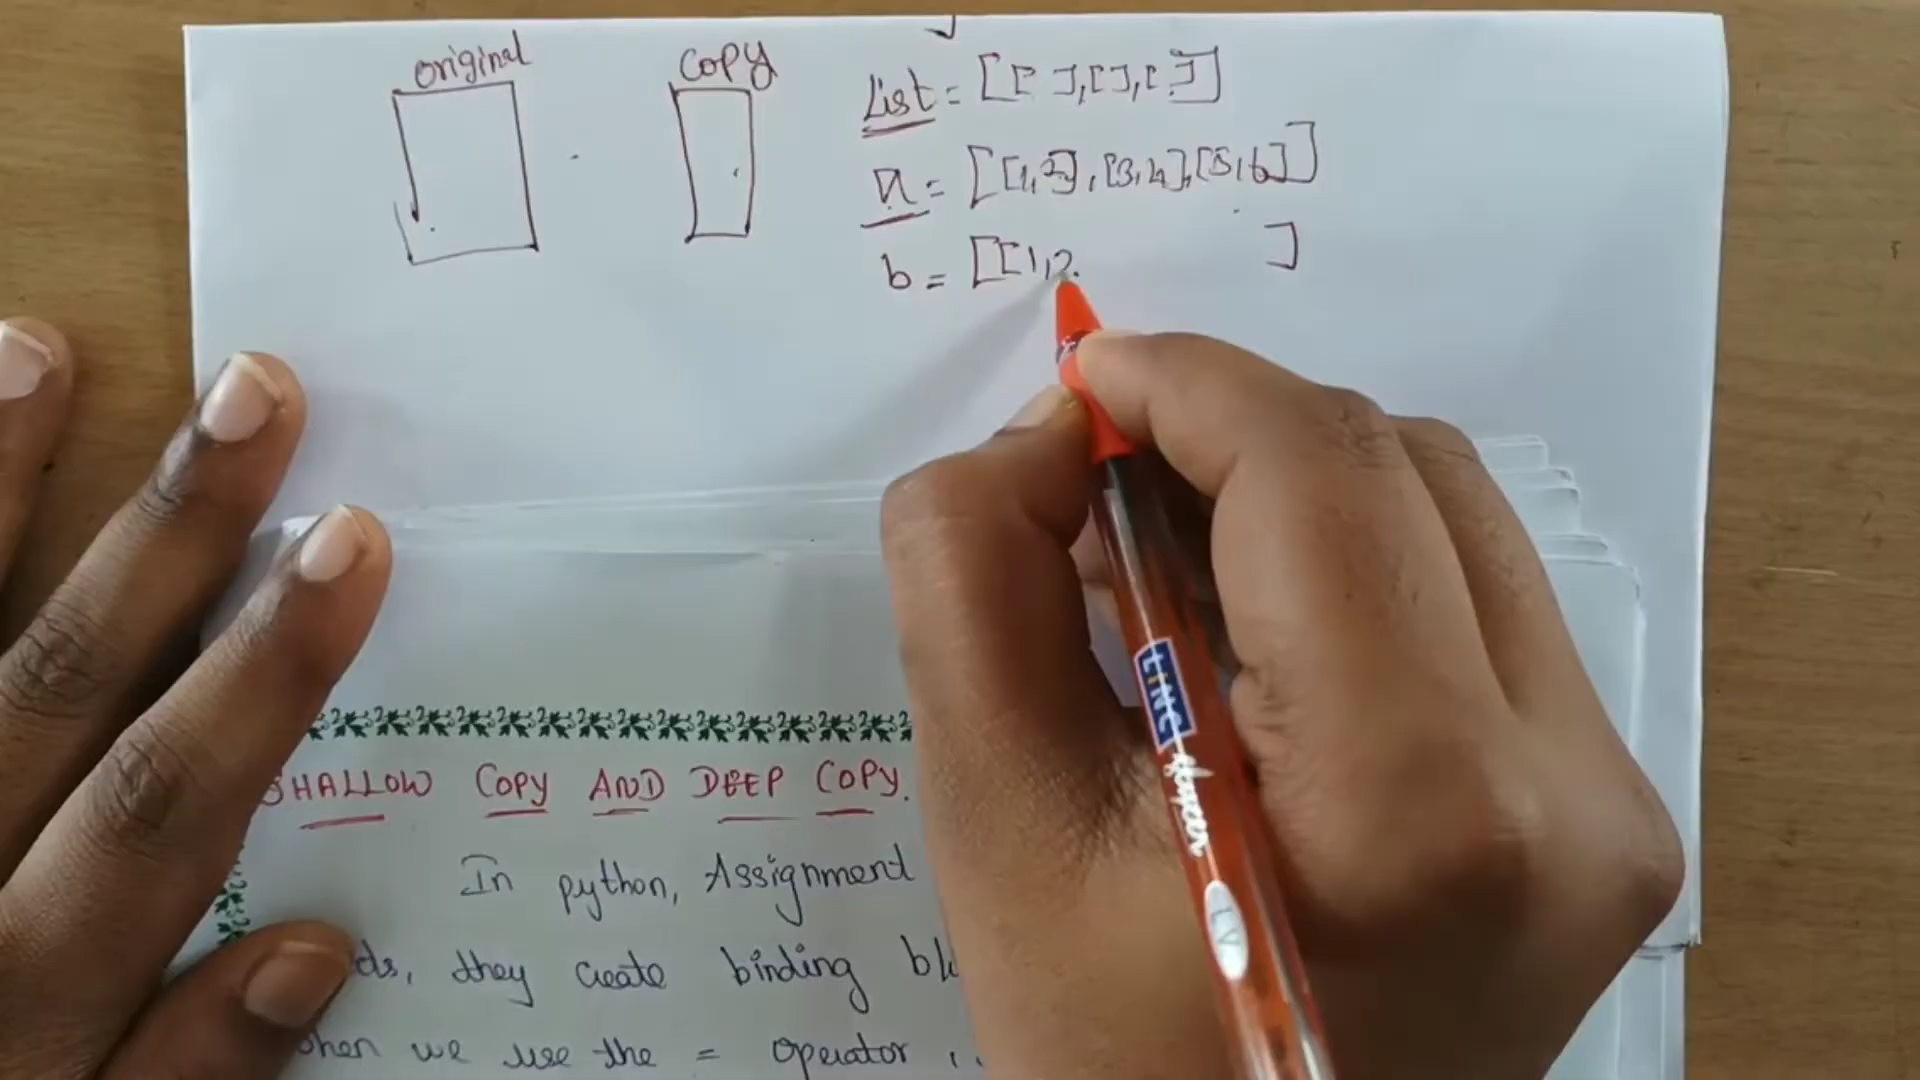 original
Copy
List = [[ ],[ ],[ ]]
a = [[1,2],[3,4],[5,6]]
b = [[1,2 ]
SHALLOW COPY AND DEEP COPY.
In python, Assignment
they create binding
when we use the = operator
time